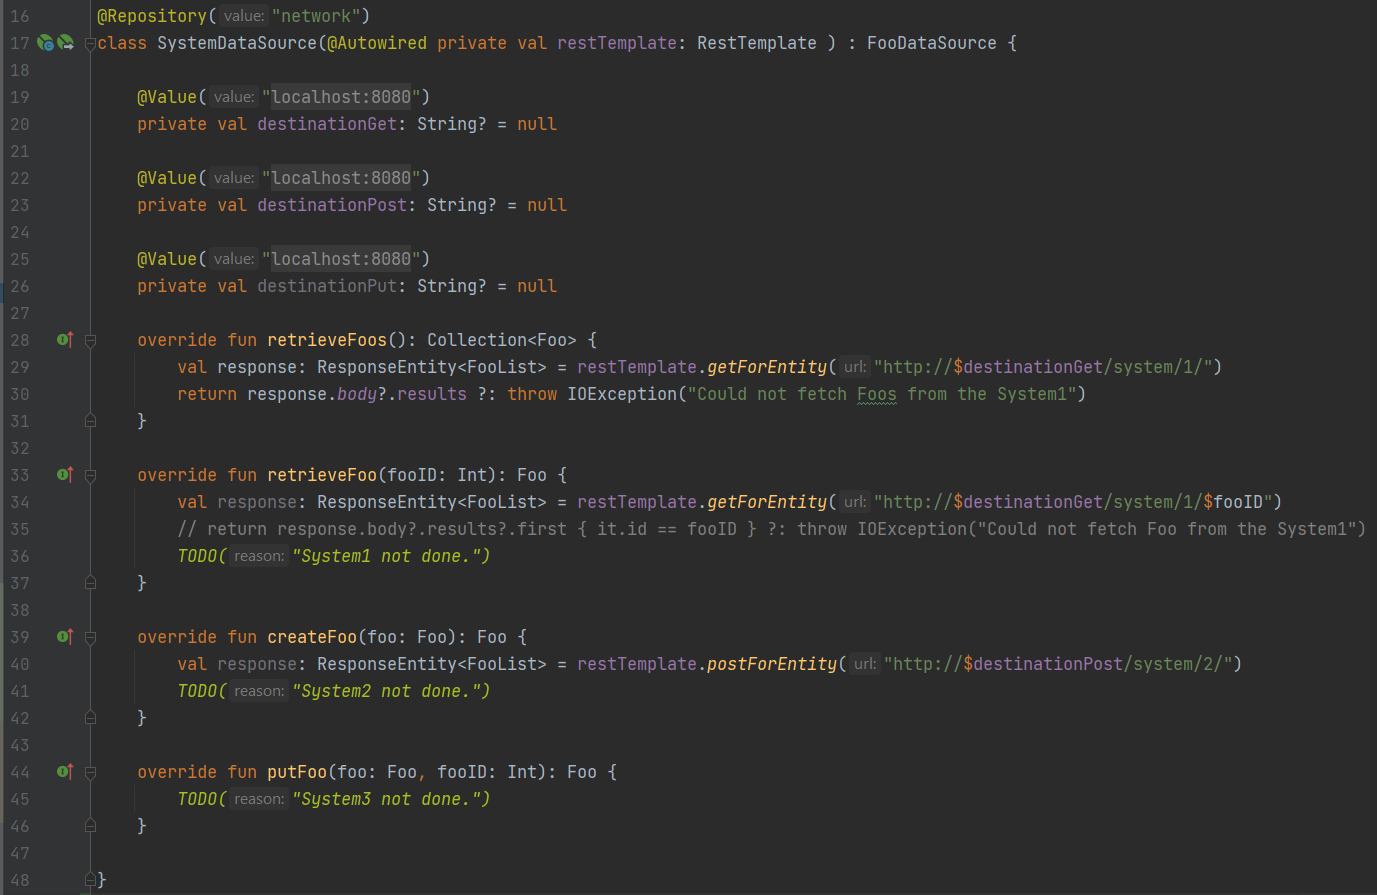 16 @Repository( value: "network")
17 class SystemDataSource(@Autowired private val restTemplate: RestTemplate ) : FooDataSource {
18
19     @Value( value: "localhost:8080")
20     private val destinationGet: String? = null
21
22     @Value( value: "localhost:8080")
23     private val destinationPost: String? = null
24
25     @Value( value: "localhost:8080")
26     private val destinationPut: String? = null
27
28     override fun retrieveFoos(): Collection<Foo> {
29         val response: ResponseEntity<FooList> = restTemplate.getForEntity( url: "http://$destinationGet/system/1/")
30         return response.body?.results ?: throw IOException("Could not fetch Foos from the System1")
31     }
32
33     override fun retrieveFoo(fooID: Int): Foo {
34         val response: ResponseEntity<FooList> = restTemplate.getForEntity( url: "http://$destinationGet/system/1/$fooID")
35         // return response.body?.results?.first { it.id == fooID } ?: throw IOException("Could not fetch Foo from the System1")
36         TODO( reason: "System1 not done.")
37     }
38
39     override fun createFoo(foo: Foo): Foo {
40         val response: ResponseEntity<FooList> = restTemplate.postForEntity( url: "http://$destinationPost/system/2/")
41         TODO( reason: "System2 not done.")
42     }
43
44     override fun putFoo(foo: Foo, fooID: Int): Foo {
45         TODO( reason: "System3 not done.")
46     }
47
48 }